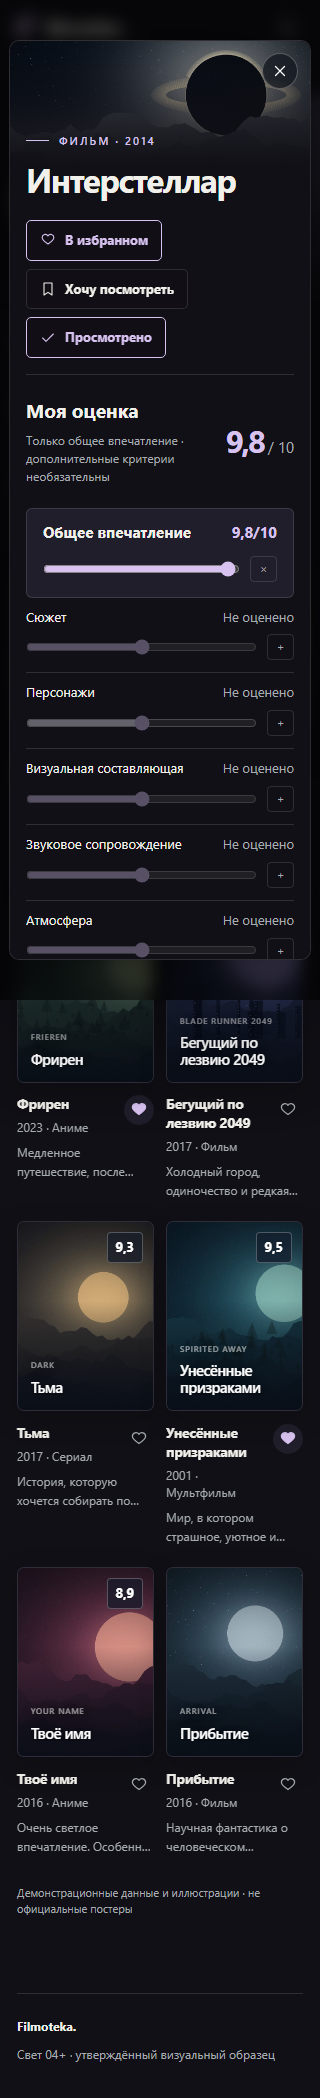 ФИЛЬМ · 2014
Интерстеллар
В избранном
Хочу посмотреть
Просмотрено
Моя оценка
Только общее впечатление ·
дополнительные критерии
необязательны
9,8 / 10
Общее впечатление 9,8/10
Сюжет Не оценено
Персонажи Не оценено
Визуальная составляющая Не оценено
Звуковое сопровождение Не оценено
Атмосфера Не оценено
FRIEREN
Фрирен
BLADE RUNNER 2049
Бегущий по
лезвию 2049
Фрирен
2023 · Аниме
Медленное
путешествие, после...
Бегущий по
лезвию 2049
2017 · Фильм
Холодный город,
одиночество и редкая...
9,3
DARK
Тьма
9,5
SPIRITED AWAY
Унесённые
призраками
Тьма
2017 · Сериал
История, которую
хочется собирать по...
Унесённые
призраками
2001 ·
Мультфильм
Мир, в котором
страшное, уютное и...
8,9
YOUR NAME
Твоё имя
ARRIVAL
Прибытие
Твоё имя
2016 · Аниме
Очень светлое
впечатление. Особенн...
Прибытие
2016 · Фильм
Научная фантастика о
человеческом...
Демонстрационные данные и иллюстрации · не
официальные постеры
Filmoteka.
Свет 04+ · утверждённый визуальный образец